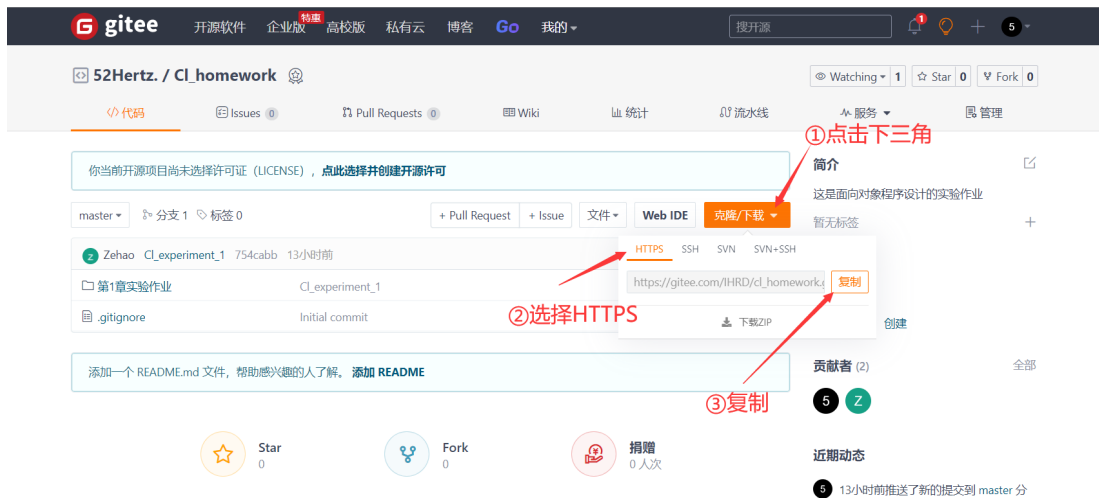 gitee 开源软件 企业版 特惠 高校版 私有云 博客 Go 我的 搜开源 1 5
52Hertz. / Cl_homework Watching 1 Star 0 Fork 0
代码 Issues 0 Pull Requests 0 Wiki 统计 流水线 服务 管理
①点击下三角
你当前开源项目尚未选择许可证（LICENSE），点此选择并创建开源许可
简介
这是面向对象程序设计的实验作业
master 分支 1 标签 0 + Pull Request + Issue 文件 Web IDE 克隆/下载
暂无标签
Z Zehao Cl_experiment_1 754cabb 13小时前
HTTPS SSH SVN SVN+SSH
第1章实验作业 Cl_experiment_1
https://gitee.com/IHRD/cl_homework.g 复制
②选择HTTPS
.gitignore Initial commit
下载ZIP
创建
添加一个 README.md 文件，帮助感兴趣的人了解。 添加 README
贡献者 (2) 全部
5 Z
③复制
Star
0
Fork
0
捐赠
0 人次
近期动态
5 13小时前推送了新的提交到 master 分